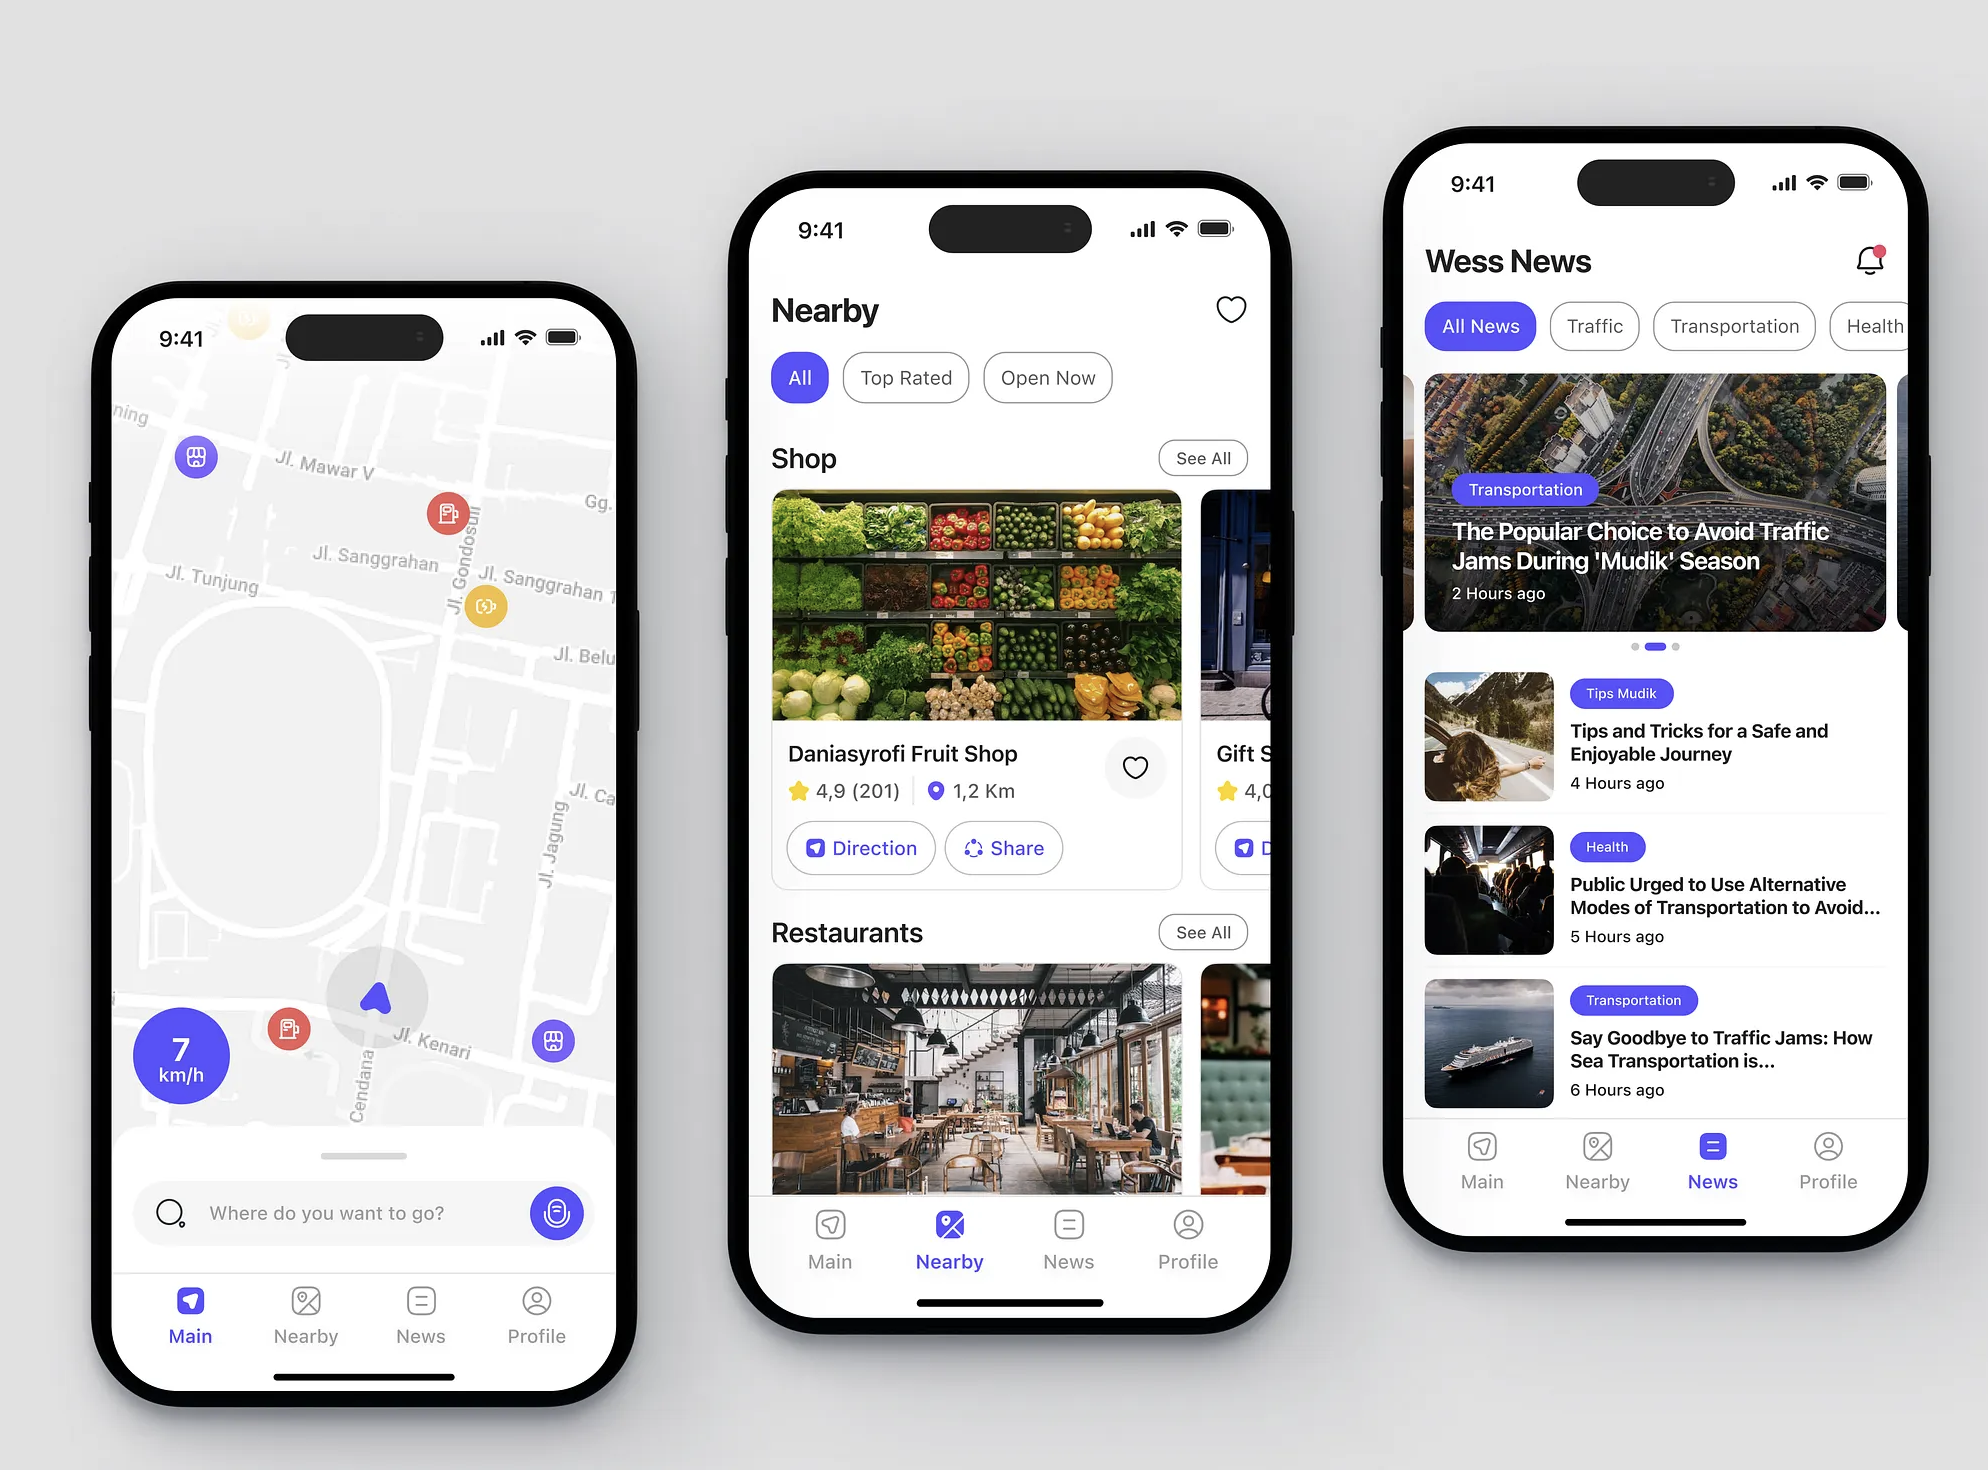 9:41
ning
Jl. Mawar V
Gg.
Jl. Gondosuli
Jl. Sanggrahan
Jl. Sanggrahan 1
Jl. Tunjung
Jl. Belu
Jl. Ca
Jl. Jagung
Jl. Kenari
Cendana
7
km/h
Where do you want to go?
Main
Nearby
News
Profile
9:41
Nearby
All
Top Rated
Open Now
Shop
See All
Daniasyrofi Fruit Shop
4,9 (201)
1,2 Km
Direction
Share
Gift S
4,0
D
Restaurants
See All
Main
Nearby
News
Profile
9:41
Wess News
All News
Traffic
Transportation
Health
Transportation
The Popular Choice to Avoid Traffic
Jams During 'Mudik' Season
2 Hours ago
Tips Mudik
Tips and Tricks for a Safe and
Enjoyable Journey
4 Hours ago
Health
Public Urged to Use Alternative
Modes of Transportation to Avoid...
5 Hours ago
Transportation
Say Goodbye to Traffic Jams: How
Sea Transportation is...
6 Hours ago
Main
Nearby
News
Profile